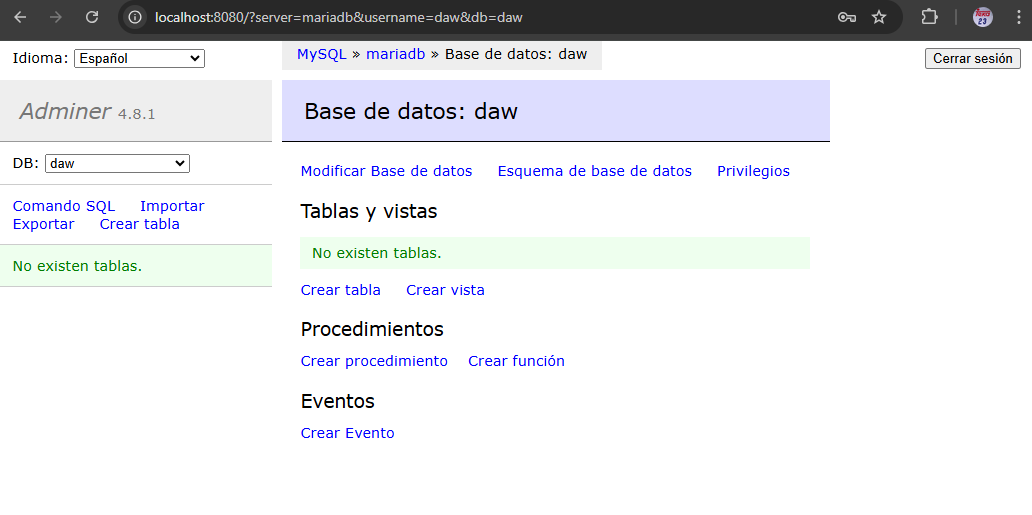 localhost:8080/?server=mariadb&username=daw&db=daw
Idioma: Español
MySQL » mariadb » Base de datos: daw
Cerrar sesión
Adminer 4.8.1
Base de datos: daw
DB: daw
Modificar Base de datos Esquema de base de datos Privilegios
Comando SQL Importar
Exportar Crear tabla
No existen tablas.
Tablas y vistas
No existen tablas.
Crear tabla Crear vista
Procedimientos
Crear procedimiento Crear función
Eventos
Crear Evento